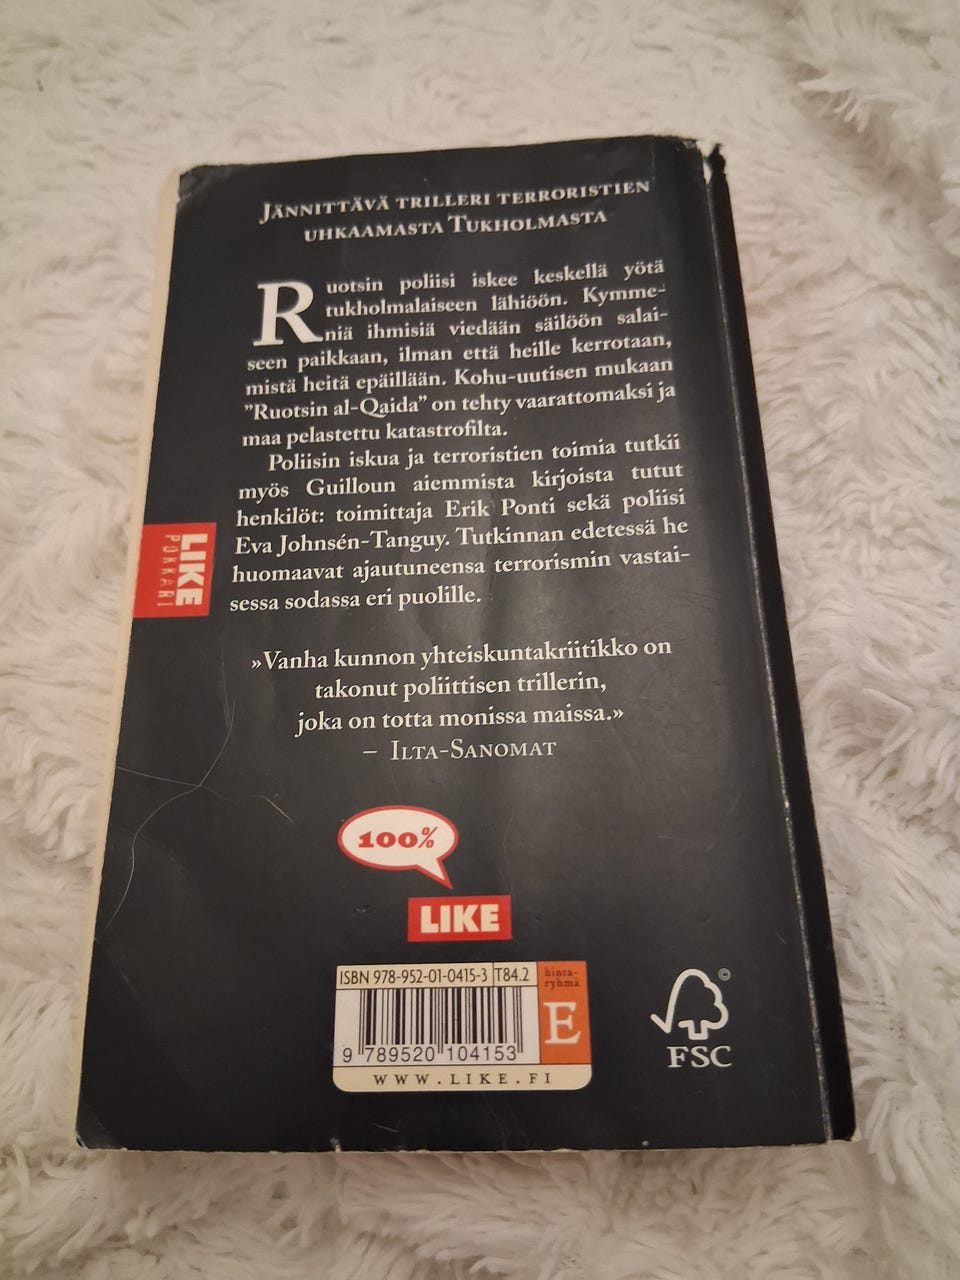 JÄNNITTÄVÄ TRILLERI TERRORISTIEN
UHKAAMASTA TUKHOLMASTA
Ruotsin poliisi iskee keskellä yötä
tukholmalaiseen lähiöön. Kymme-
niä ihmisiä viedään säilöön salai-
seen paikkaan, ilman että heille kerrotaan,
mistä heitä epäillään. Kohu-uutisen mukaan
"Ruotsin al-Qaida" on tehty vaarattomaksi ja
maa pelastettu katastrofilta.
Poliisin iskua ja terroristien toimia tutkii
myös Guilloun aiemmista kirjoista tutut
henkilöt: toimittaja Erik Ponti sekä poliisi
Eva Johnsén-Tanguy. Tutkinnan edetessä he
huomaavat ajautuneensa terrorismin vastai-
sessa sodassa eri puolille.
LIKE
POKKARI
»Vanha kunnon yhteiskuntakriitikko on
takonut poliittisen trillerin,
joka on totta monissa maissa.»
– ILTA-SANOMAT
100%
LIKE
ISBN 978-952-01-0415-3 T84.2
hinta-
ryhmä
E
9 789520 104153
WWW.LIKE.FI
©
FSC